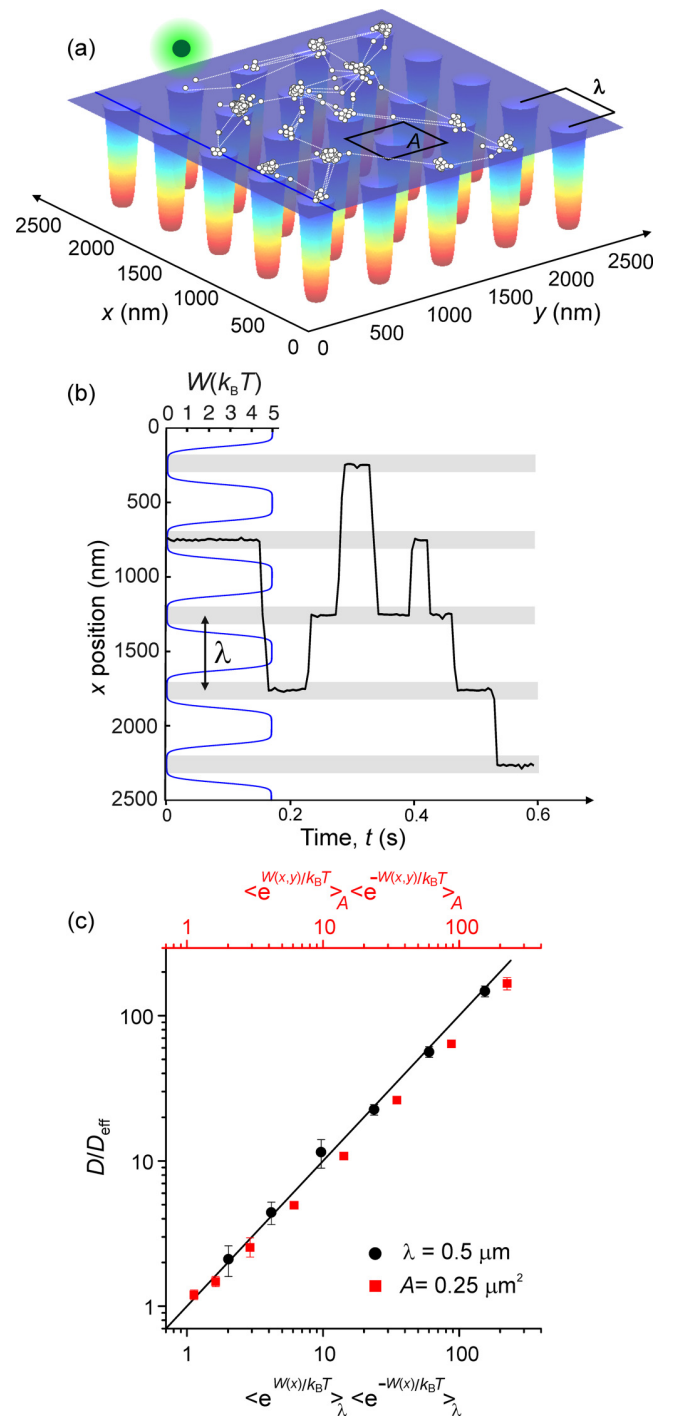 (a)
λ
A
2500
2000
1500
1000
500
0
x (nm)
0
500
1000
1500
2000
2500
y (nm)
W(kBT)
(b)
0 1 2 3 4 5
0
500
1000
1500
2000
2500
x position (nm)
λ
0 0.2 0.4 0.6
Time, t (s)
(c)
<e^W(x,y)/kBT>A <e^-W(x,y)/kBT>A
1 10 100
100
10
1
D/Deff
λ = 0.5 μm
A= 0.25 μm²
1 10 100
<e^W(x)/kBT>λ <e^-W(x)/kBT>λ